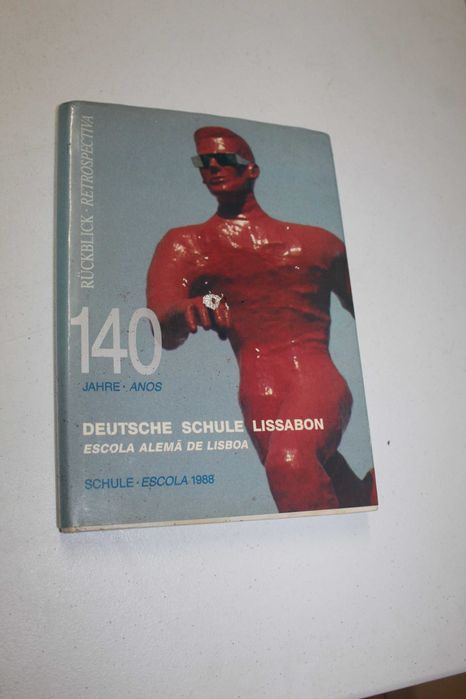 RÜCKBLICK · RETROSPECTIVA
140
JAHRE · ANOS
DEUTSCHE SCHULE LISSABON
ESCOLA ALEMÃ DE LISBOA
SCHULE · ESCOLA 1988